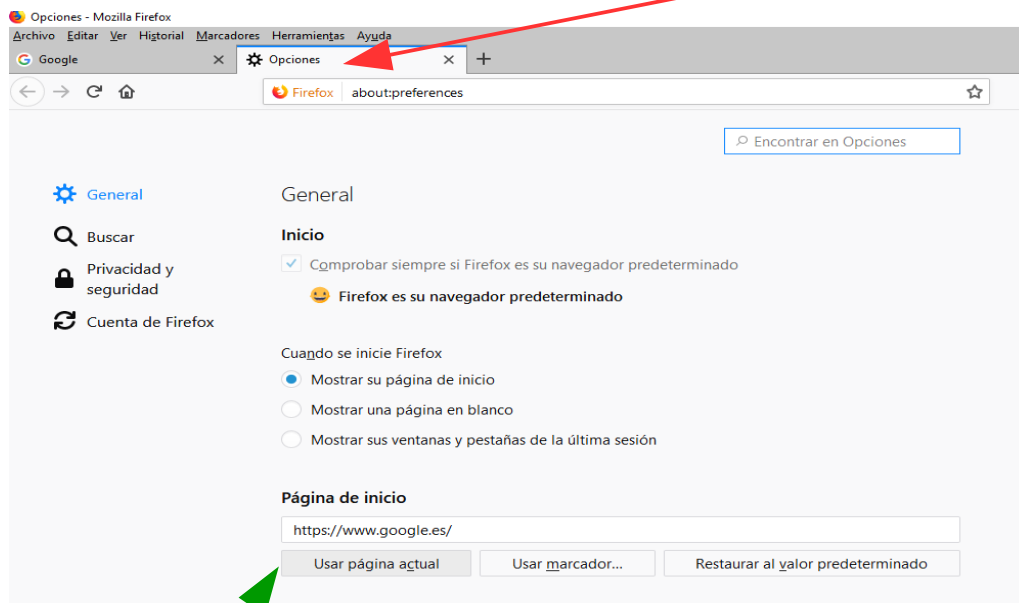 Opciones - Mozilla Firefox
Archivo Editar Ver Historial Marcadores Herramientas Ayuda
Google Opciones
Firefox about:preferences
Encontrar en Opciones
General
General
Buscar
Inicio
Privacidad y
seguridad
Comprobar siempre si Firefox es su navegador predeterminado
Firefox es su navegador predeterminado
Cuenta de Firefox
Cuando se inicie Firefox
Mostrar su página de inicio
Mostrar una página en blanco
Mostrar sus ventanas y pestañas de la última sesión
Página de inicio
https://www.google.es/
Usar página actual Usar marcador... Restaurar al valor predeterminado